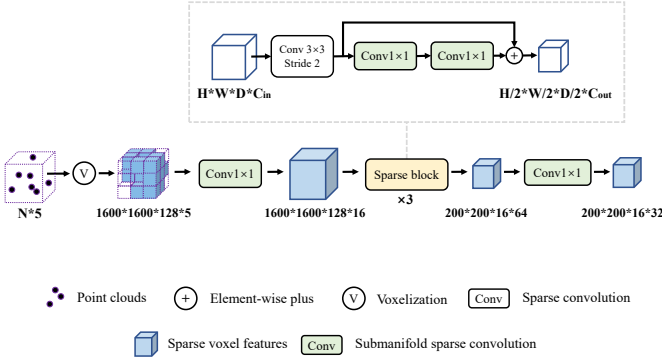 Conv 3×3
Stride 2
Conv1×1
Conv1×1
+
H*W*D*Cin
H/2*W/2*D/2*Cout
V
Conv1×1
Sparse block
Conv1×1
N*5
1600*1600*128*5
1600*1600*128*16
×3
200*200*16*64
200*200*16*32
Point clouds
+
Element-wise plus
V
Voxelization
Conv
Sparse convolution
Sparse voxel features
Conv
Submanifold sparse convolution